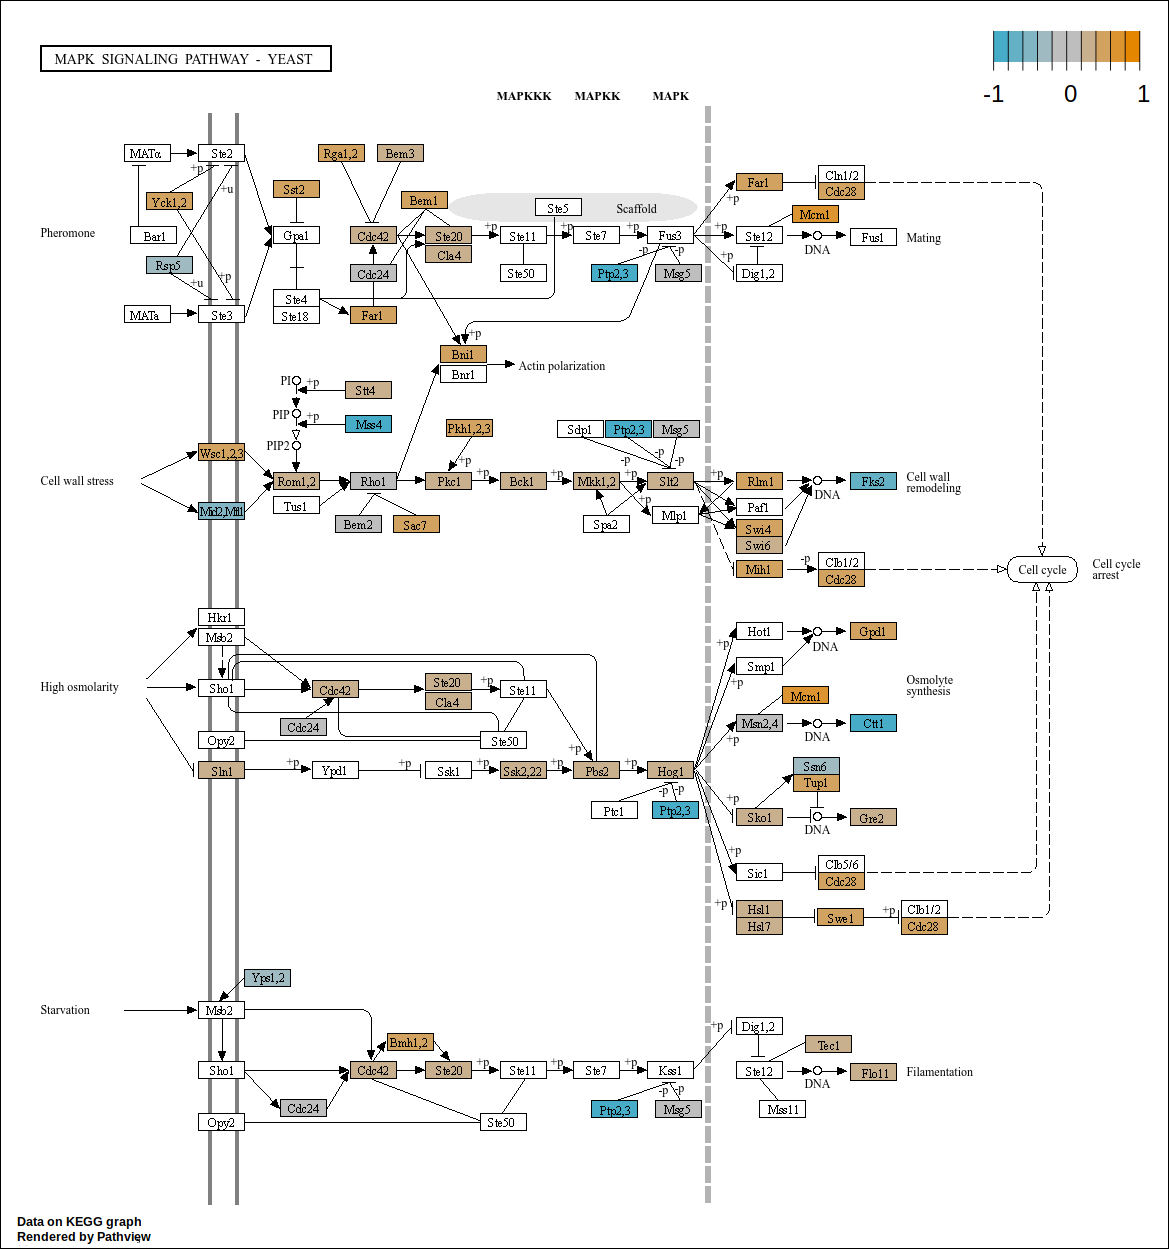 MAPK SIGNALING PATHWAY - YEAST
-1 0 1
MAPKKK MAPKK MAPK
MATα Ste2 Rga1,2 Bem3
+p
+u
Yck1,2 Sst2 Bem1 Far1 Cln1/2
Cdc28
+p
Ste5 Scaffold
Mcm1
Pheromone Bar1 Gpa1 Cdc42 Ste20 +p Ste11 +p Ste7 +p Fus3 +p Ste12 DNA Fus1 Mating
Cla4
Rsp5 +u +p Cdc24 Ste50 -p -p +p
Ptp2,3 Msg5 Dig1,2
Ste4
Ste18
MATa Ste3 Far1
+p
Bni1
Bnr1 Actin polarization
PI +p Stt4
PIP +p Mss4
PIP2
Pkh1,2,3 Sdp1 Ptp2,3 Msg5
Wsc1,2,3 +p -p -p -p
Cell wall stress Rom1,2 Rho1 Pkc1 +p Bck1 +p Mkk1,2 +p Slt2 +p Rlm1 DNA Fks2 Cell wall
remodeling
Mid2,Mtl1 Tus1 +p Mlp1 Paf1
Bem2 Sac7 Spa2 Swi4
Swi6
Mih1 -p Clb1/2
Cdc28
Cell cycle Cell cycle
arrest
Hkr1
Msb2 Hot1 DNA Gpd1
+p
Smp1
+p
High osmolarity Sho1 Cdc42 Ste20 +p Ste11
Cla4
Osmolyte
synthesis
Mcm1
Cdc24 Msn2,4 DNA Ctt1
+p
Opy2 Ste50
+p
Sln1 +p Ypd1 +p Ssk1 +p Ssk2,22 +p Pbs2 +p Hog1 Ssn6
Tup1
-p -p +p
Ptc1 Ptp2,3 Sko1 DNA Gre2
+p
Sic1 Clb5/6
Cdc28
+p
Hsl1
Hsl7 Swe1 +p Clb1/2
Cdc28
Yps1,2
Starvation Msb2
+p Dig1,2
Bmh1,2 Tec1
Sho1 Cdc42 Ste20 +p Ste11 +p Ste7 +p Kss1 Ste12 DNA Flo11 Filamentation
-p -p
Cdc24 Ptp2,3 Msg5 Mss11
Opy2 Ste50
Data on KEGG graph
Rendered by Pathview